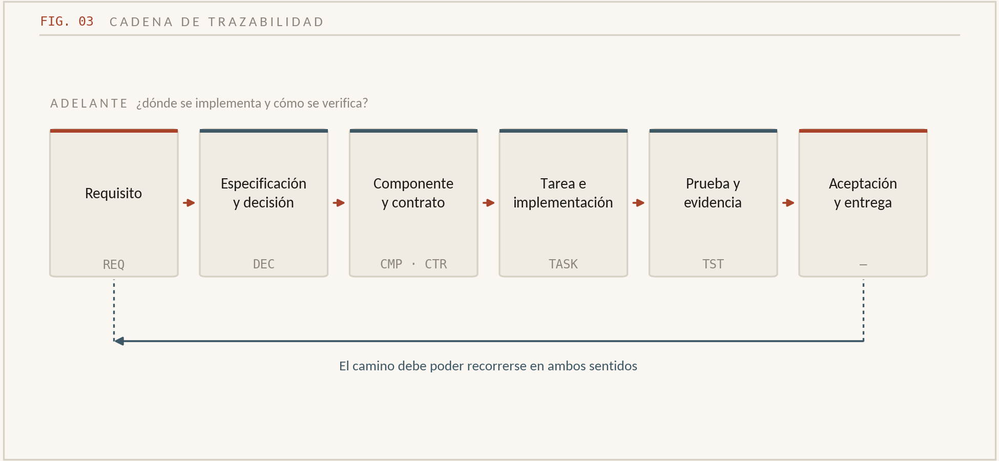 FIG. 03 CADENA DE TRAZABILIDAD
ADELANTE ¿dónde se implementa y cómo se verifica?
Requisito
REQ
Especificación
y decisión
DEC
Componente
y contrato
CMP · CTR
Tarea e
implementación
TASK
Prueba y
evidencia
TST
Aceptación
y entrega
—
El camino debe poder recorrerse en ambos sentidos